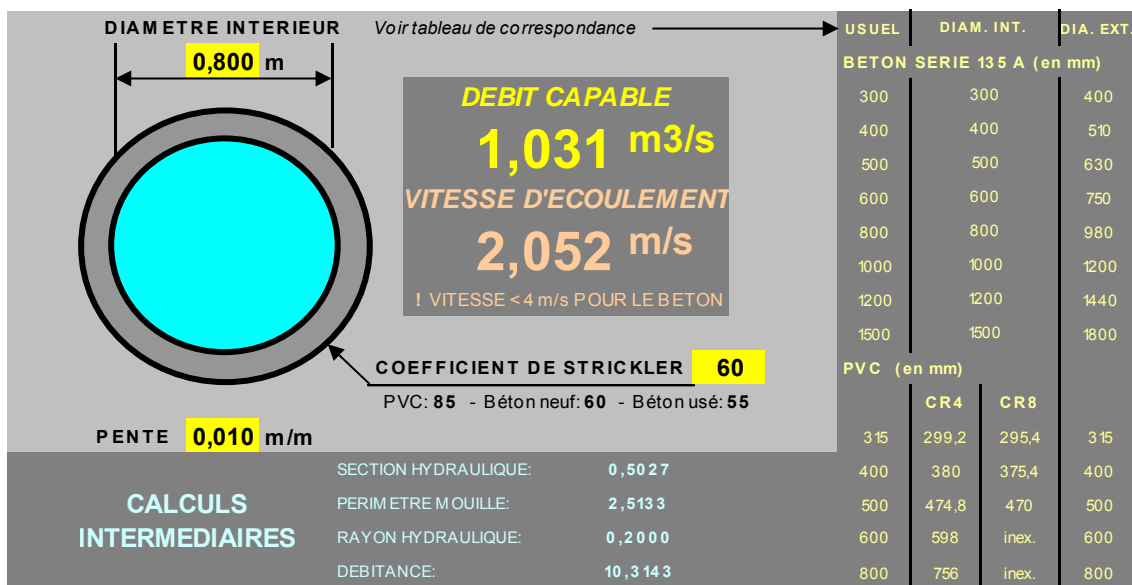 DIAMETRE INTERIEUR
0,800 m
Voir tableau de correspondance
DEBIT CAPABLE
1,031 m3/s
VITESSE D'ECOULEMENT
2,052 m/s
! VITESSE < 4 m/s POUR LE BETON
COEFFICIENT DE STRICKLER 60
PVC: 85 - Béton neuf: 60 - Béton usé: 55
PENTE 0,010 m/m
CALCULS
INTERMEDIAIRES
SECTION HYDRAULIQUE: 0,5027
PERIMETRE MOUILLE: 2,5133
RAYON HYDRAULIQUE: 0,2000
DEBITANCE: 10,3143
USUEL DIAM. INT. DIA. EXT.
BETON SERIE 135 A (en mm)
300 300 400
400 400 510
500 500 630
600 600 750
800 800 980
1000 1000 1200
1200 1200 1440
1500 1500 1800
PVC (en mm)
CR4 CR8
315 299,2 295,4 315
400 380 375,4 400
500 474,8 470 500
600 598 inex. 600
800 756 inex. 800